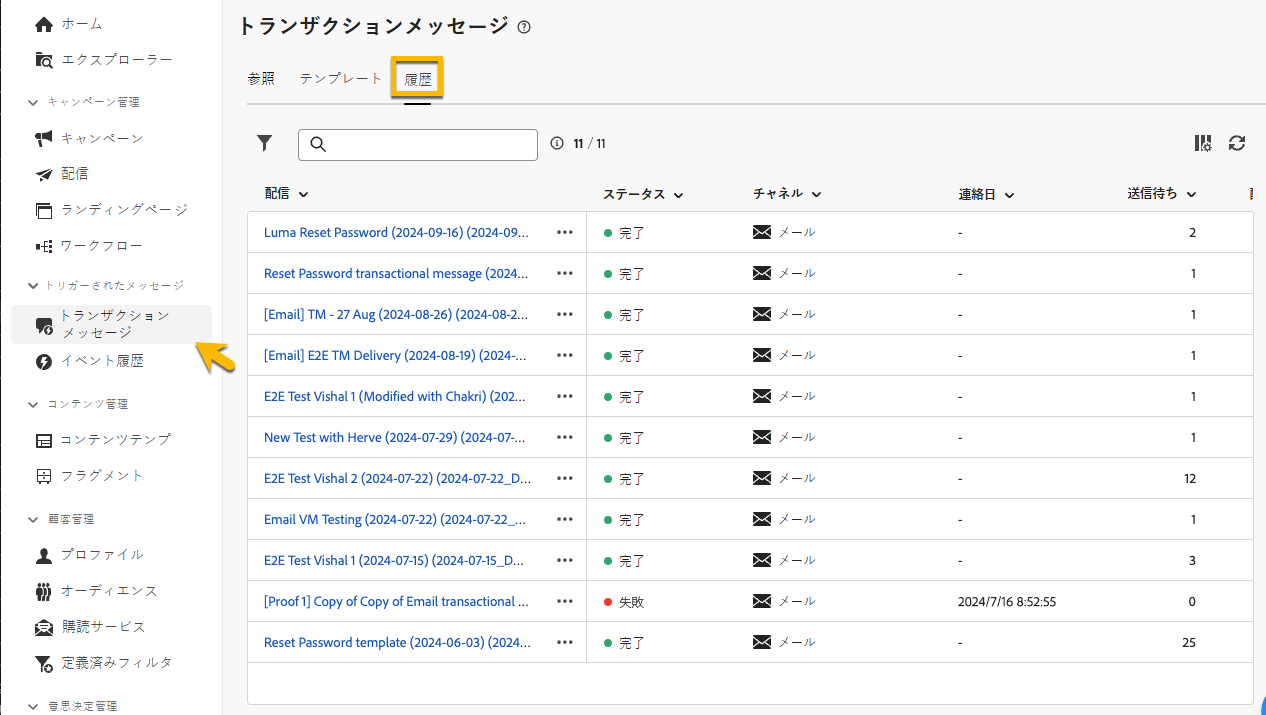 ホーム
エクスプローラー
キャンペーン管理
キャンペーン
配信
ランディングページ
ワークフロー
トリガーされたメッセージ
トランザクション
メッセージ
イベント履歴
コンテンツ管理
コンテンツテンプ
フラグメント
顧客管理
プロファイル
オーディエンス
購読サービス
定義済みフィルタ
意思決定管理
トランザクションメッセージ
参照 テンプレート 履歴
11 / 11
配信 ステータス チャネル 連絡日 送信待ち
Luma Reset Password (2024-09-16) (2024-09... 完了 メール - 2
Reset Password transactional message (2024... 完了 メール - 1
[Email] TM - 27 Aug (2024-08-26) (2024-08-2... 完了 メール - 1
[Email] E2E TM Delivery (2024-08-19) (2024-... 完了 メール - 1
E2E Test Vishal 1 (Modified with Chakri) (202... 完了 メール - 1
New Test with Herve (2024-07-29) (2024-07-... 完了 メール - 1
E2E Test Vishal 2 (2024-07-22) (2024-07-22_D... 完了 メール - 12
Email VM Testing (2024-07-22) (2024-07-22_... 完了 メール - 1
E2E Test Vishal 1 (2024-07-15) (2024-07-15_D... 完了 メール - 3
[Proof 1] Copy of Copy of Email transactional ... 失敗 メール 2024/7/16 8:52:55 0
Reset Password template (2024-06-03) (2024... 完了 メール - 25